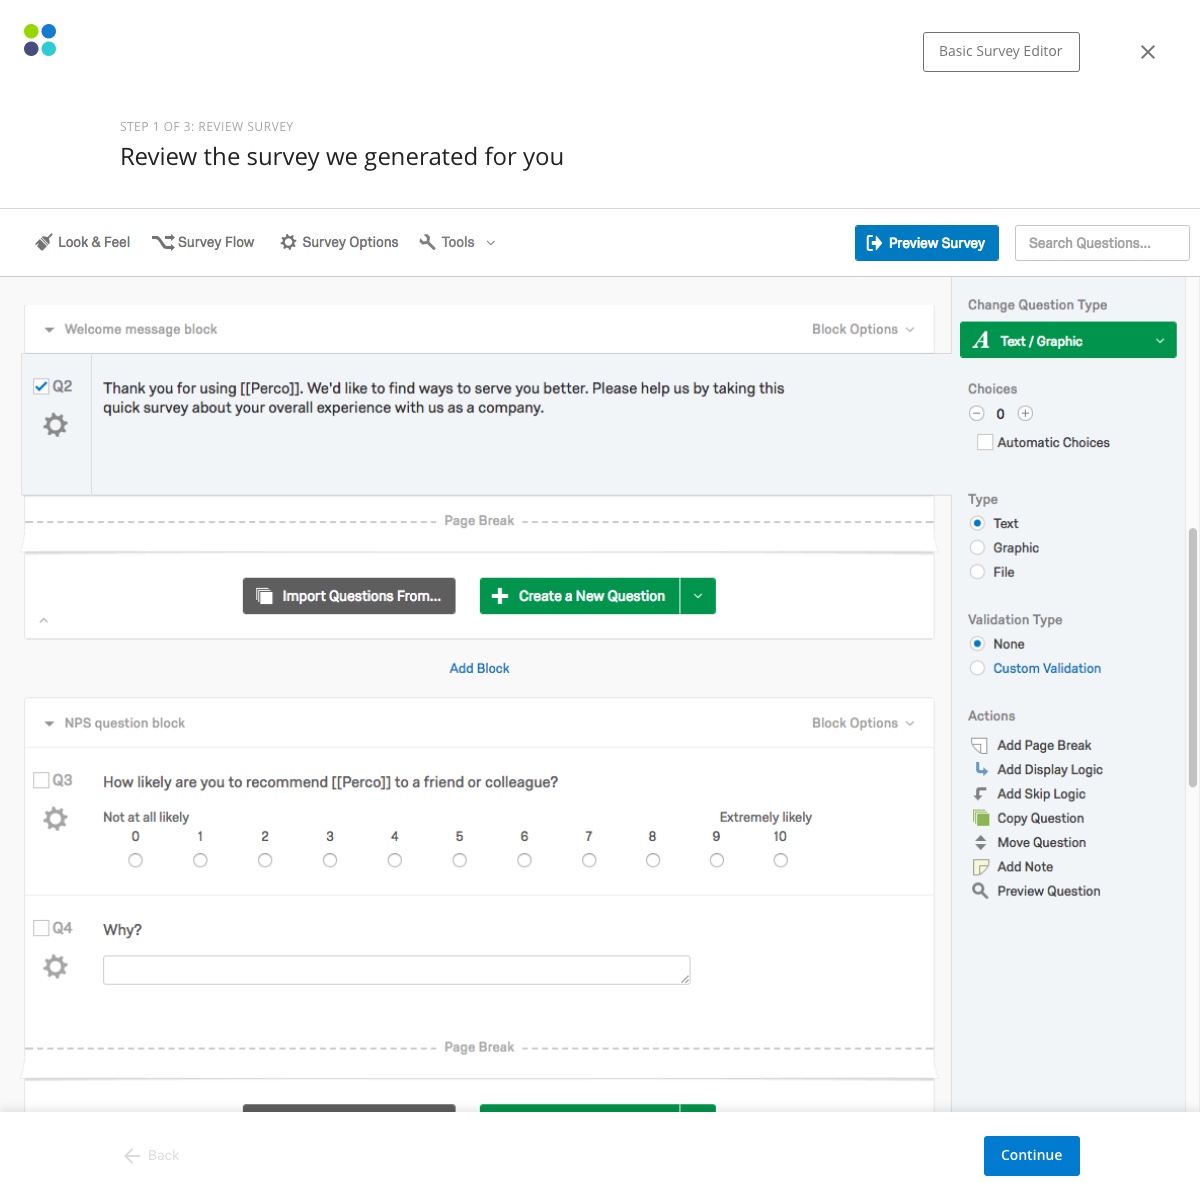 Basic Survey Editor
STEP 1 OF 3: REVIEW SURVEY
Review the survey we generated for you
Look & Feel
Survey Flow
Survey Options
Tools
Preview Survey
Search Questions...
Welcome message block
Block Options
Q2
Thank you for using [[Perco]]. We'd like to find ways to serve you better. Please help us by taking this
quick survey about your overall experience with us as a company.
Page Break
Import Questions From...
Create a New Question
Add Block
NPS question block
Block Options
Q3
How likely are you to recommend [[Perco]] to a friend or colleague?
Not at all likely
Extremely likely
0 1 2 3 4 5 6 7 8 9 10
Q4
Why?
Page Break
Change Question Type
A Text / Graphic
Choices
0
Automatic Choices
Type
Text
Graphic
File
Validation Type
None
Custom Validation
Actions
Add Page Break
Add Display Logic
Add Skip Logic
Copy Question
Move Question
Add Note
Preview Question
Back
Continue